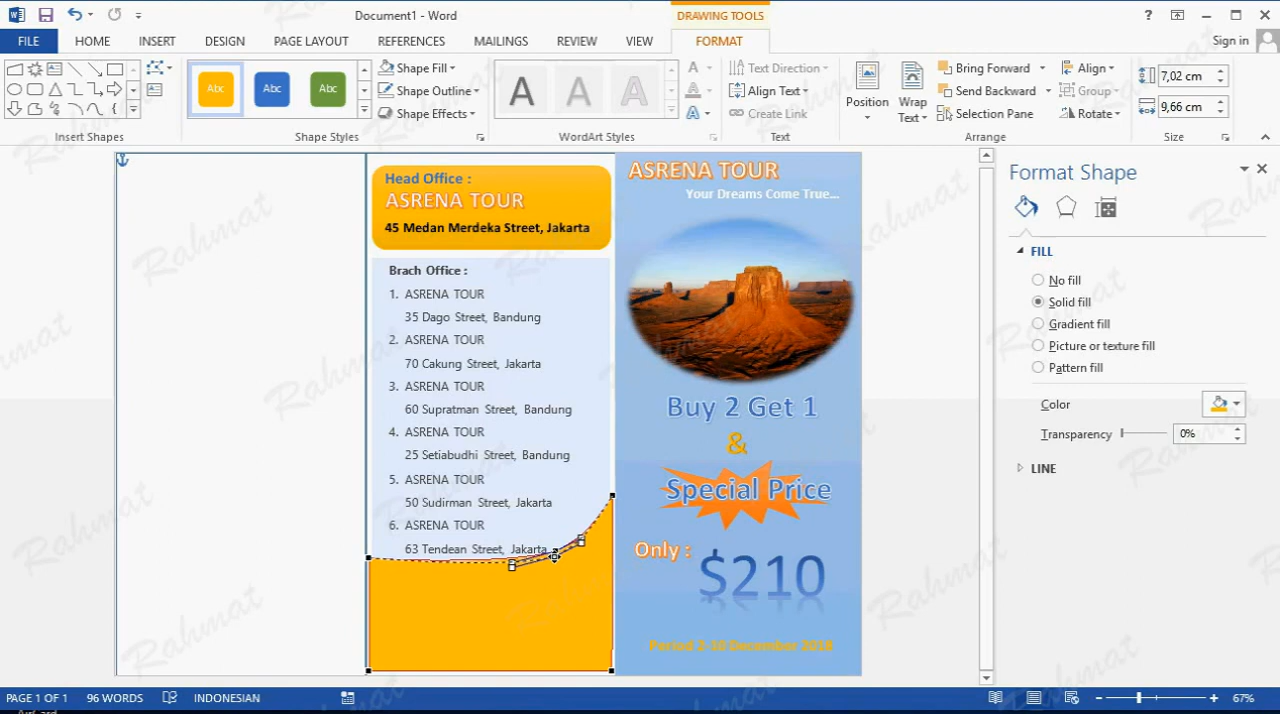 Document1 - Word
DRAWING TOOLS
? 
FILE
HOME
INSERT
DESIGN
PAGE LAYOUT
REFERENCES
MAILINGS
REVIEW
VIEW
FORMAT
Sign in
Abc
Abc
Abc
Shape Fill
Shape Outline
Shape Effects
A
A
A
Text Direction
Align Text
Create Link
Position
Wrap
Text
Bring Forward
Send Backward
Selection Pane
Align
Group
Rotate
7,02 cm
9,66 cm
Insert Shapes
Shape Styles
WordArt Styles
Text
Arrange
Size
Head Office :
ASRENA TOUR
45 Medan Merdeka Street, Jakarta
Brach Office :
1. ASRENA TOUR
35 Dago Street, Bandung
2. ASRENA TOUR
70 Cakung Street, Jakarta
3. ASRENA TOUR
60 Supratman Street, Bandung
4. ASRENA TOUR
25 Setiabudhi Street, Bandung
5. ASRENA TOUR
50 Sudirman Street, Jakarta
6. ASRENA TOUR
63 Tendean Street, Jakarta
ASRENA TOUR
Your Dreams Come True...
Buy 2 Get 1
&
Special Price
Only :
$210
Period 2-10 December 2018
Format Shape
FILL
No fill
Solid fill
Gradient fill
Picture or texture fill
Pattern fill
Color
Transparency
0%
LINE
Rahmat
Rahmat
Rahmat
Rahmat
Rahmat
Rahmat
PAGE 1 OF 1
96 WORDS
INDONESIAN
67%